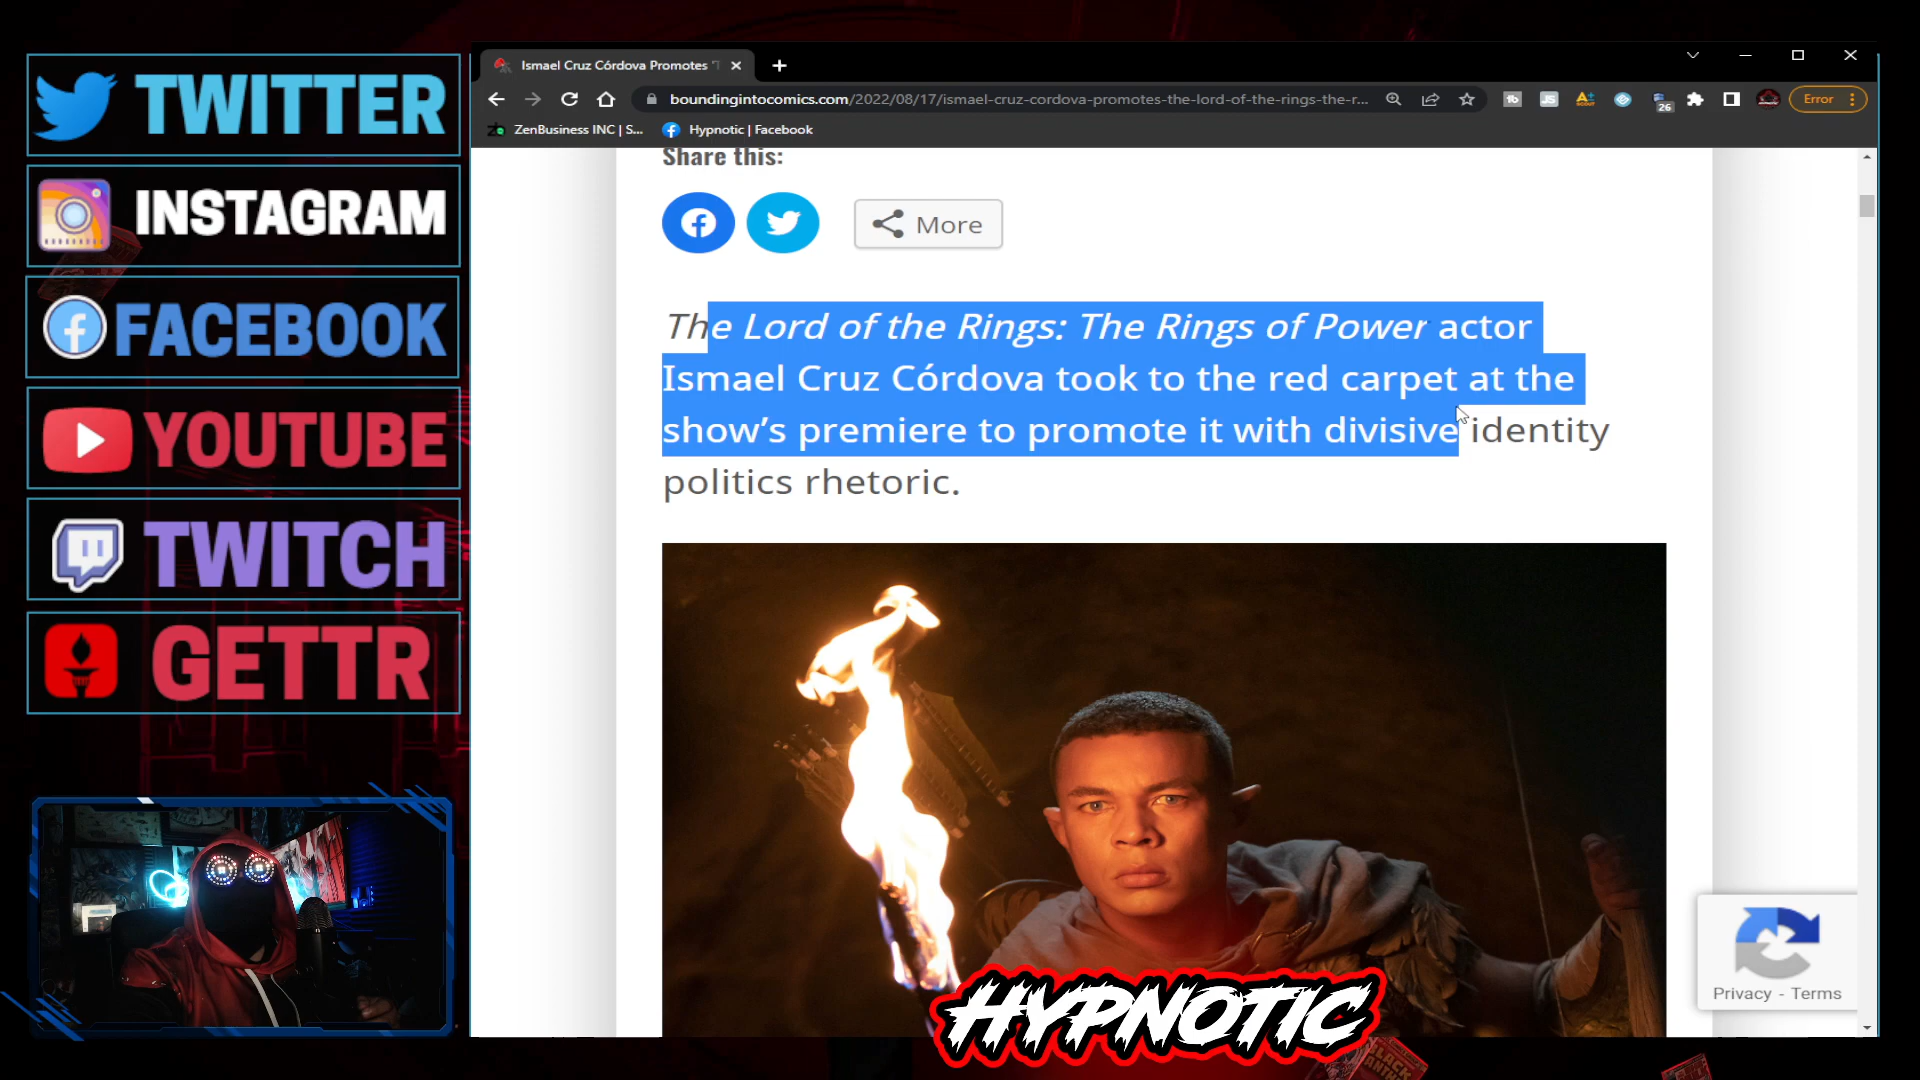 TWITTER
INSTAGRAM
FACEBOOK
YOUTUBE
TWITCH
GETTR
Ismael Cruz Córdova Promotes 'T
boundingintocomics.com/2022/08/17/ismael-cruz-cordova-promotes-the-lord-of-the-rings-the-r...
26
Error
ZenBusiness INC | S...
Hypnotic | Facebook
Share this:
More
The Lord of the Rings: The Rings of Power actor
Ismael Cruz Córdova took to the red carpet at the
show's premiere to promote it with divisive identity
politics rhetoric.
Privacy - Terms
HYPNOTIC
BLACK
PANTHER